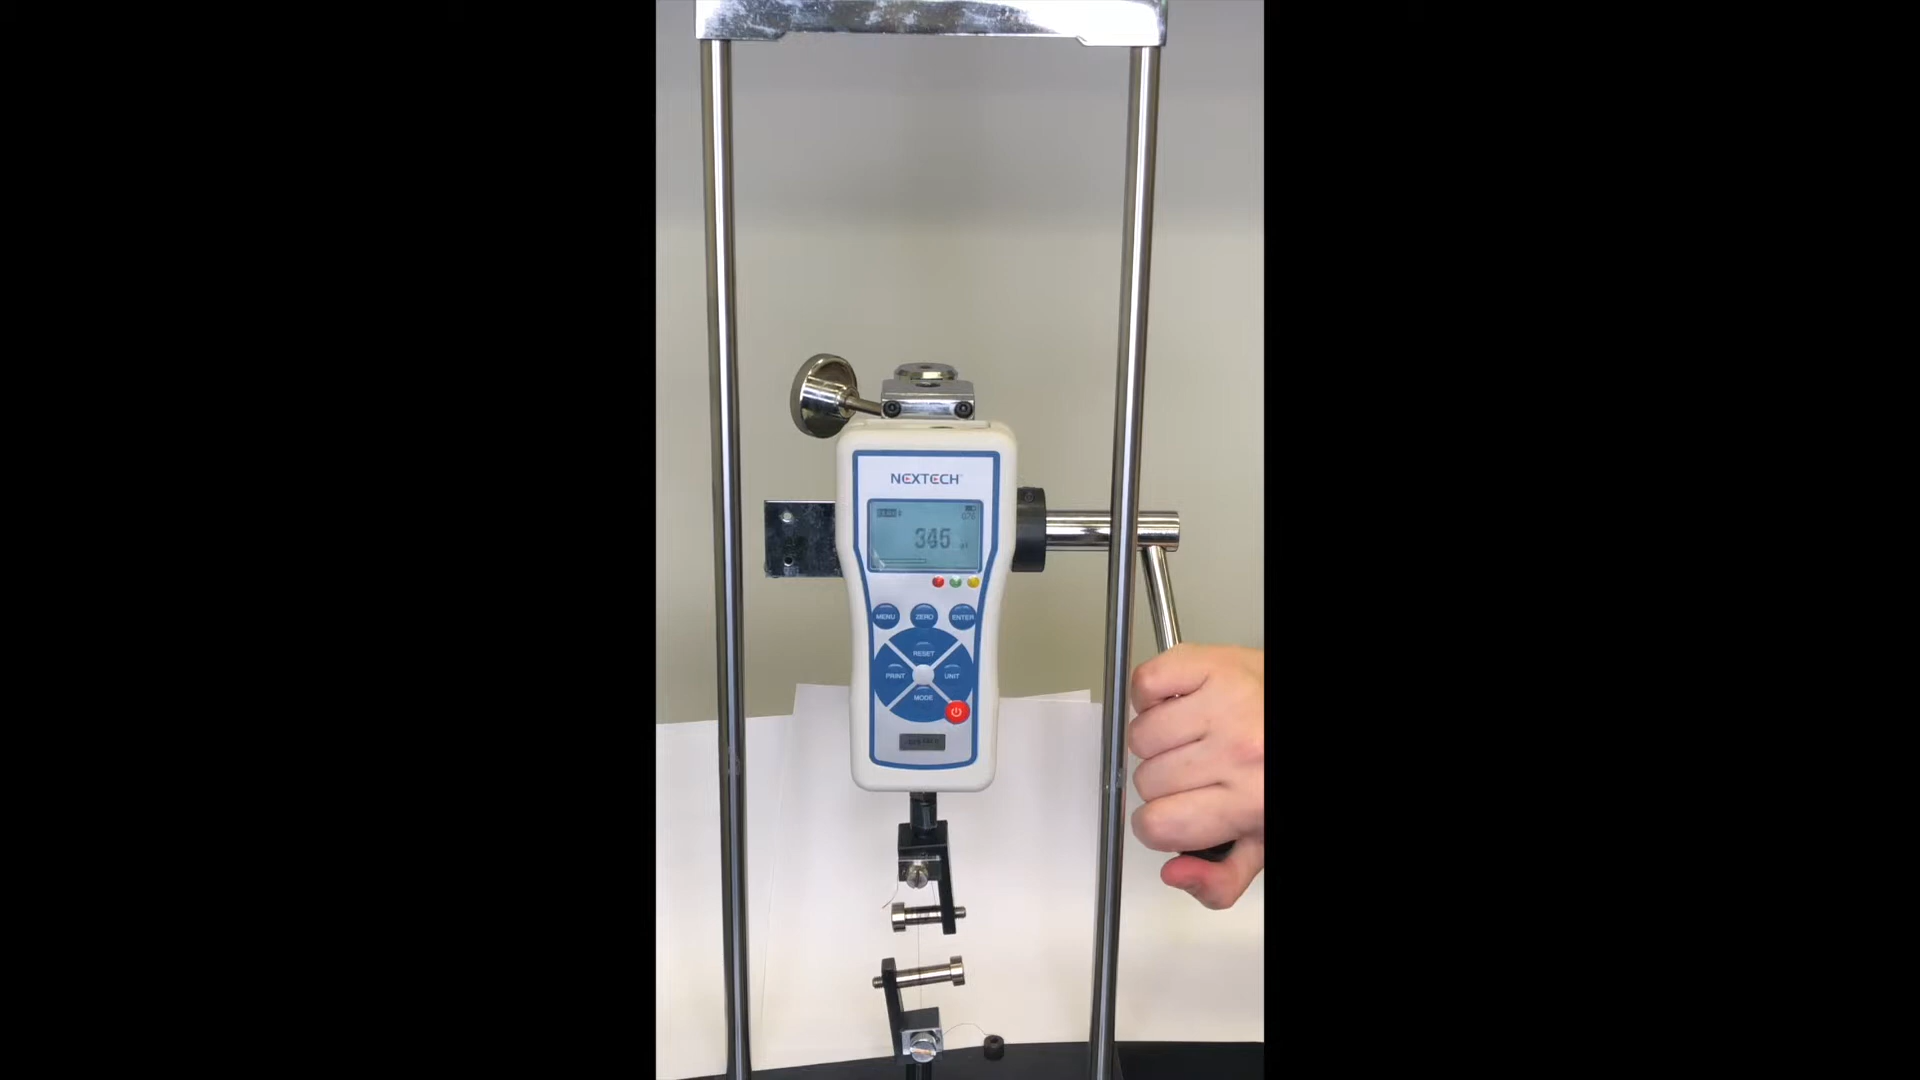 NEXTECH
345
MENU
ZERO
ENTER
RESET
PRINT
UNIT
MODE